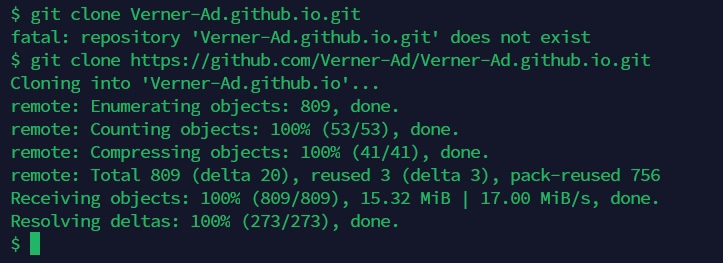 $ git clone Verner-Ad.github.io.git
fatal: repository 'Verner-Ad.github.io.git' does not exist
$ git clone https://github.com/Verner-Ad/Verner-Ad.github.io.git
Cloning into 'Verner-Ad.github.io'...
remote: Enumerating objects: 809, done.
remote: Counting objects: 100% (53/53), done.
remote: Compressing objects: 100% (41/41), done.
remote: Total 809 (delta 20), reused 3 (delta 3), pack-reused 756
Receiving objects: 100% (809/809), 15.32 MiB | 17.00 MiB/s, done.
Resolving deltas: 100% (273/273), done.
$